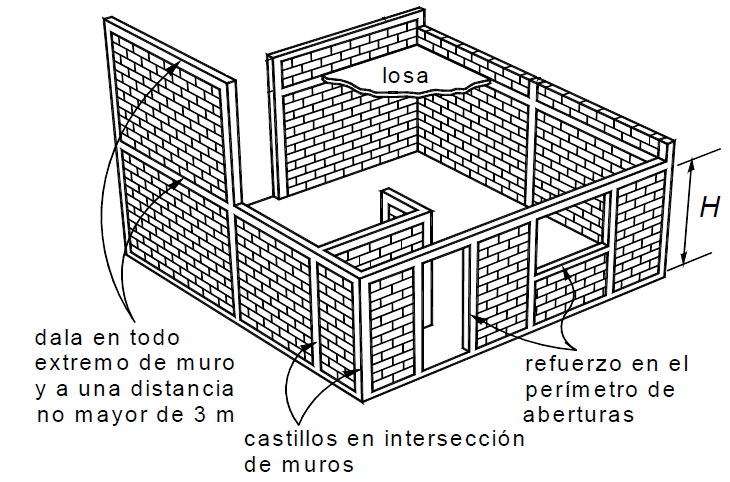 losa
H
dala en todo
extremo de muro
y a una distancia
no mayor de 3 m
refuerzo en el
perímetro de
aberturas
castillos en intersección
de muros